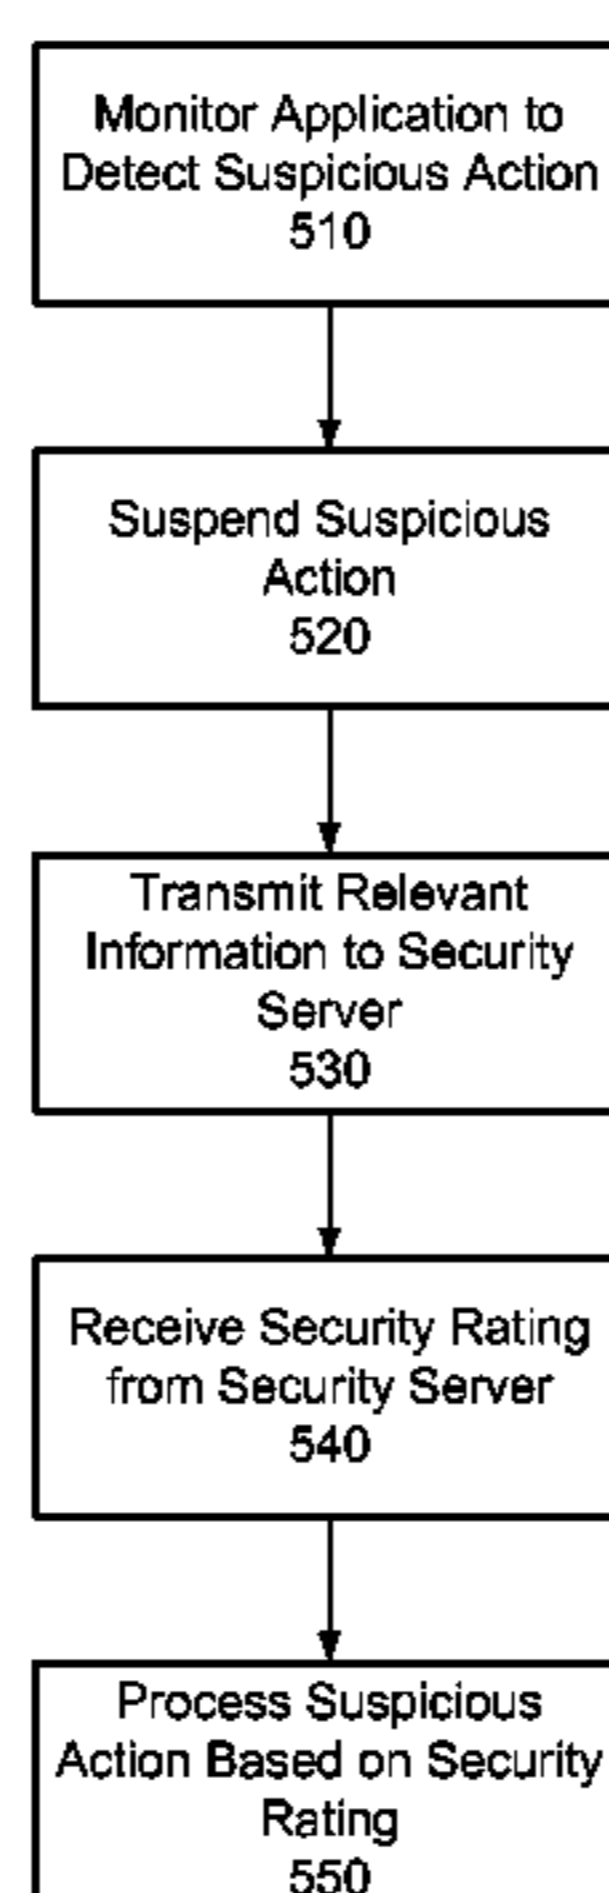 Monitor Application to
Detect Suspicious Action
510
Suspend Suspicious
Action
520
Transmit Relevant
Information to Security
Server
530
Receive Security Rating
from Security Server
540
Process Suspicious
Action Based on Security
Rating
550